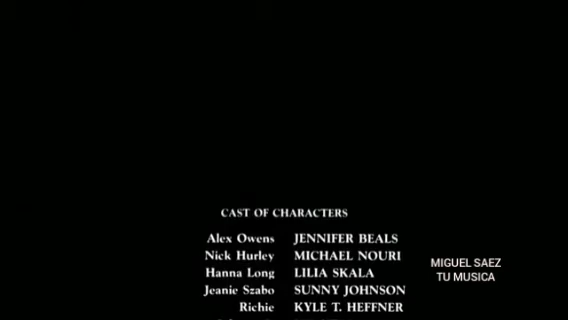 CAST OF CHARACTERS
Alex Owens JENNIFER BEALS
Nick Hurley MICHAEL NOURI
Hanna Long LILIA SKALA
Jeanie Szabo SUNNY JOHNSON
Richie KYLE T. HEFFNER
MIGUEL SAEZ
TU MUSICA